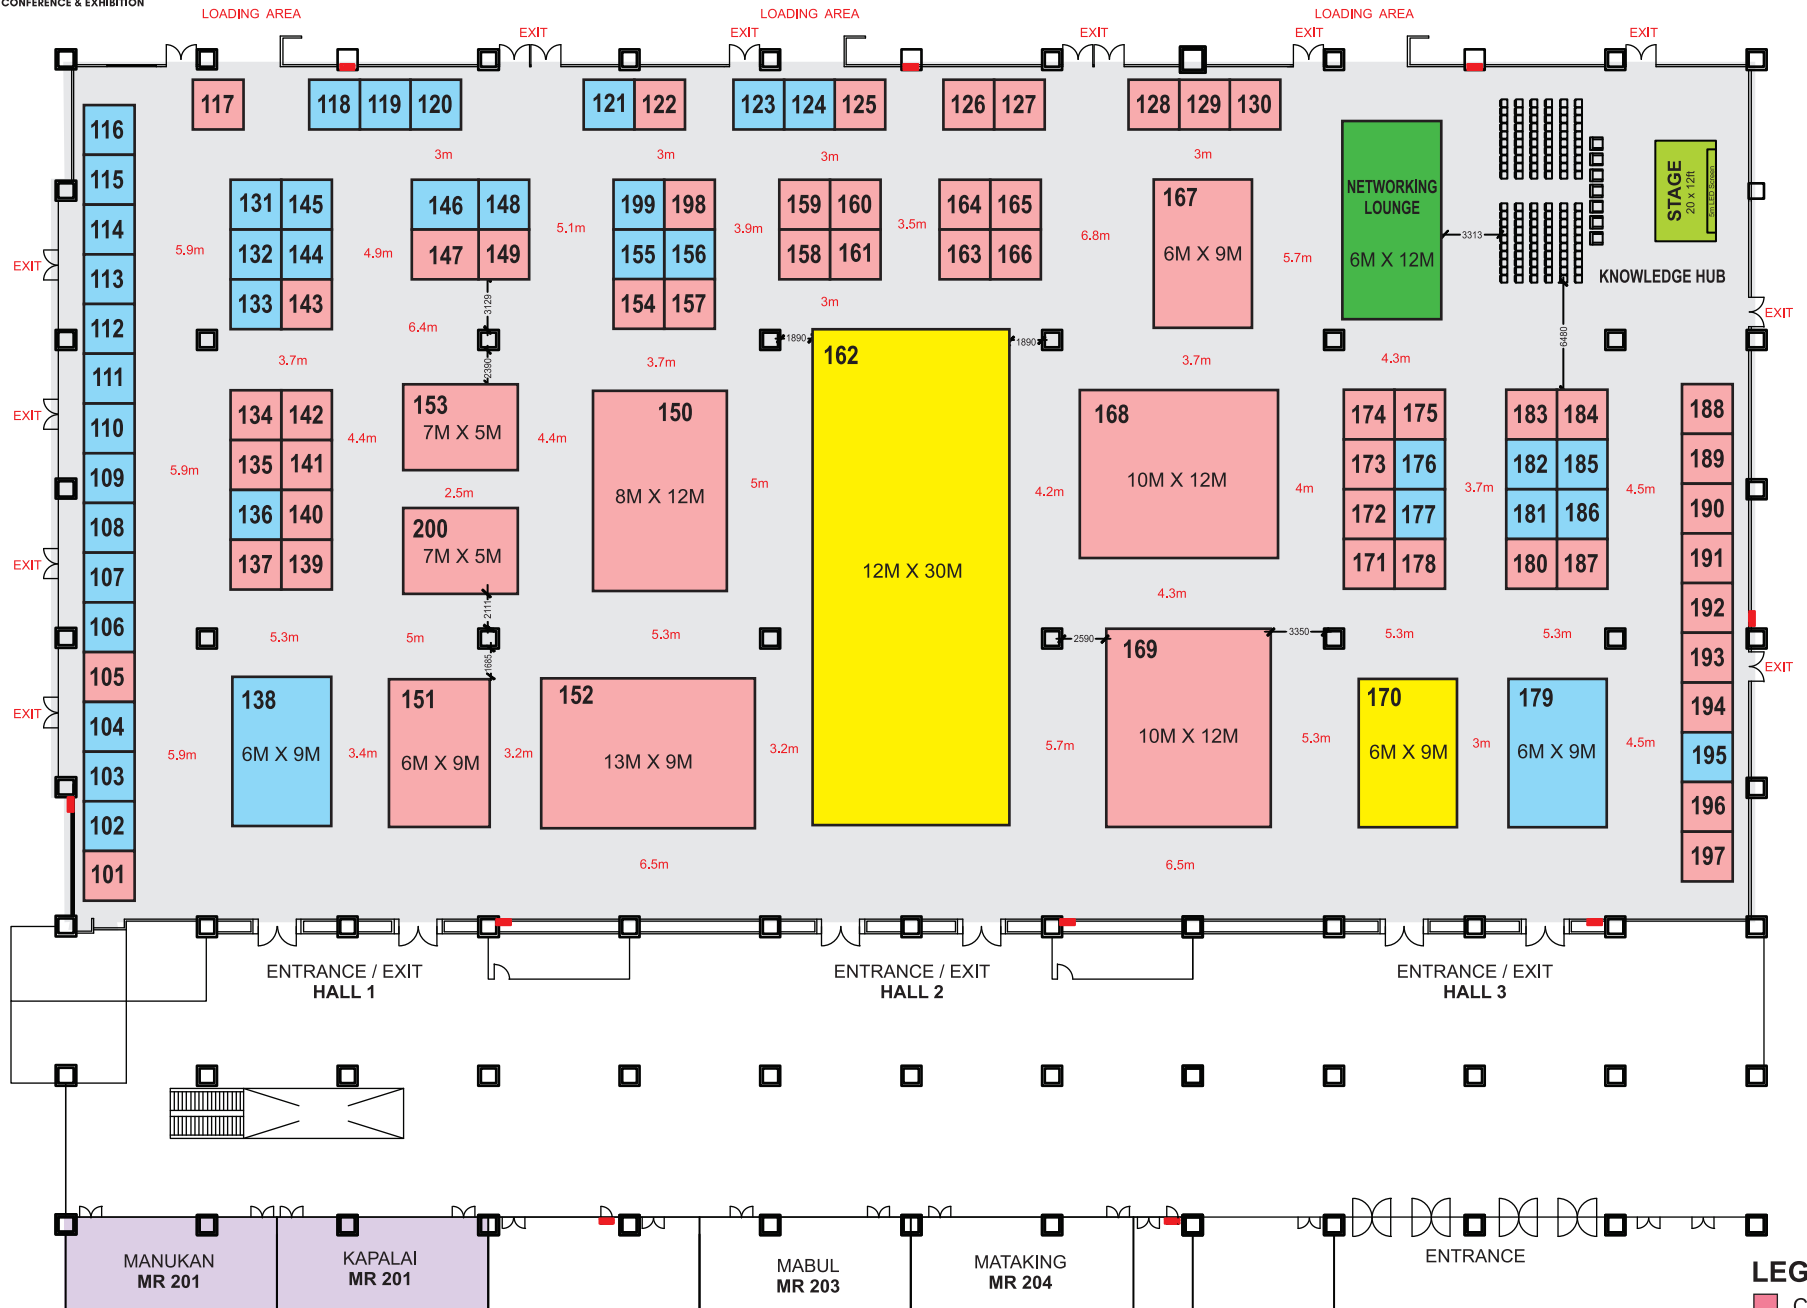 CONFERENCE & EXHIBITION
LOADING AREA
LOADING AREA
LOADING AREA
EXIT
EXIT
EXIT
EXIT
EXIT
117
118 119 120
121 122
123 124 125
126 127
128 129 130
116
115
114
113
112
111
110
109
108
107
106
105
104
103
102
101
3m
3m
3m
3m
131 145
132 144
133 143
146 148
147 149
199 198
155 156
154 157
159 160
158 161
164 165
163 166
167
6M X 9M
NETWORKING
LOUNGE
6M X 12M
STAGE
20 x 12ft
5m LED Screen
KNOWLEDGE HUB
5.9m
4.9m
5.1m
3.9m
3.5m
6.8m
5.7m
3313
3m
EXIT
EXIT
EXIT
EXIT
EXIT
EXIT
3129
6.4m
2390
1890
1890
6480
3.7m
3.7m
3.7m
4.3m
134 142
135 141
136 140
137 139
153
7M X 5M
2.5m
200
7M X 5M
150
8M X 12M
162
12M X 30M
168
10M X 12M
174 175
173 176
172 177
171 178
183 184
182 185
181 186
180 187
188
189
190
191
192
193
194
195
196
197
5.9m
4.4m
4.4m
5m
4.2m
4m
3.7m
4.5m
2111
4.3m
5.3m
5m
5.3m
2590
3350
5.3m
5.3m
1685
138
6M X 9M
151
6M X 9M
152
13M X 9M
169
10M X 12M
170
6M X 9M
179
6M X 9M
5.9m
3.4m
3.2m
3.2m
5.7m
5.3m
3m
4.5m
6.5m
6.5m
ENTRANCE / EXIT
HALL 1
ENTRANCE / EXIT
HALL 2
ENTRANCE / EXIT
HALL 3
MANUKAN
MR 201
KAPALAI
MR 201
MABUL
MR 203
MATAKING
MR 204
ENTRANCE
LEG